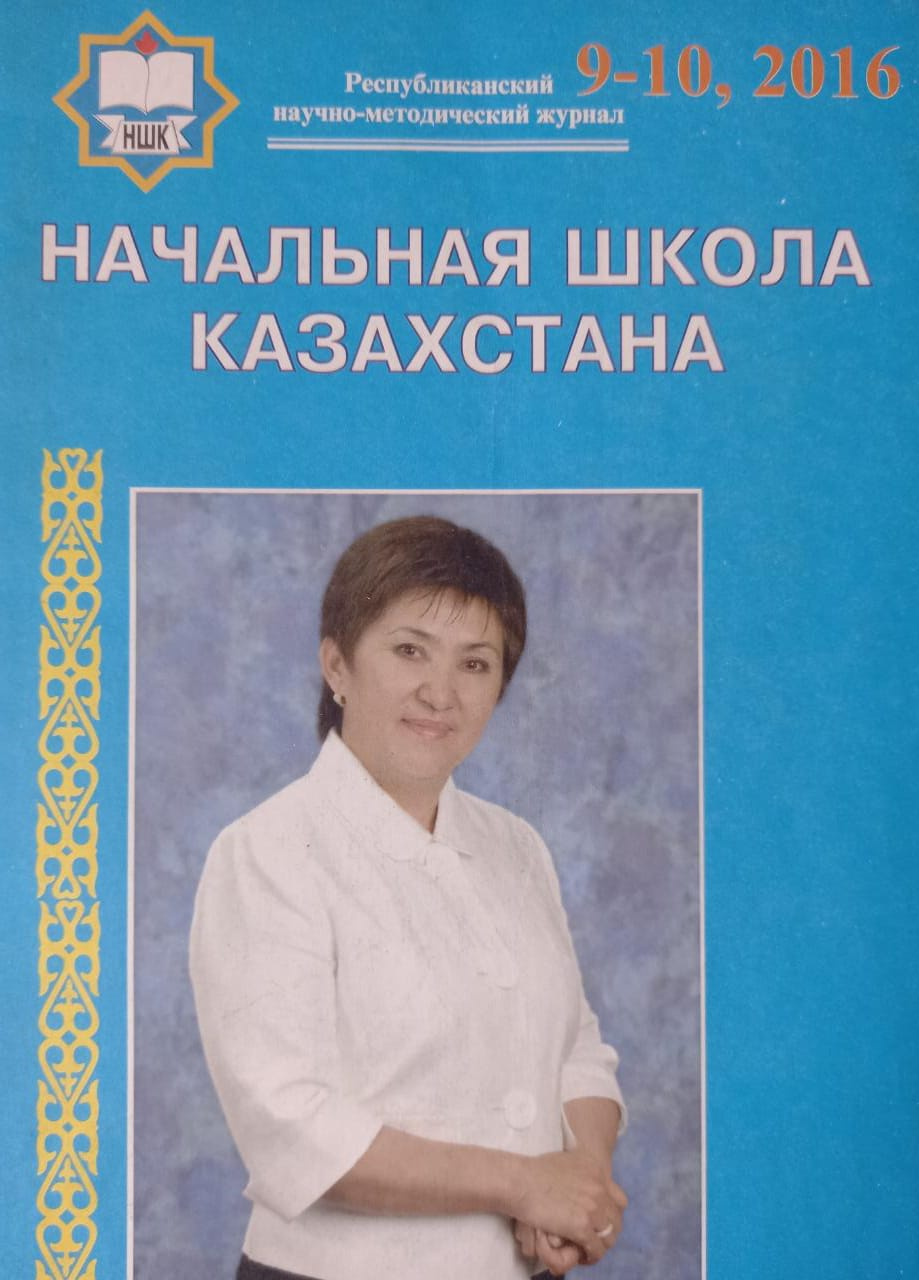 НШК
Республиканский
научно-методический журнал
9-10, 2016
НАЧАЛЬНАЯ ШКОЛА
КАЗАХСТАНА